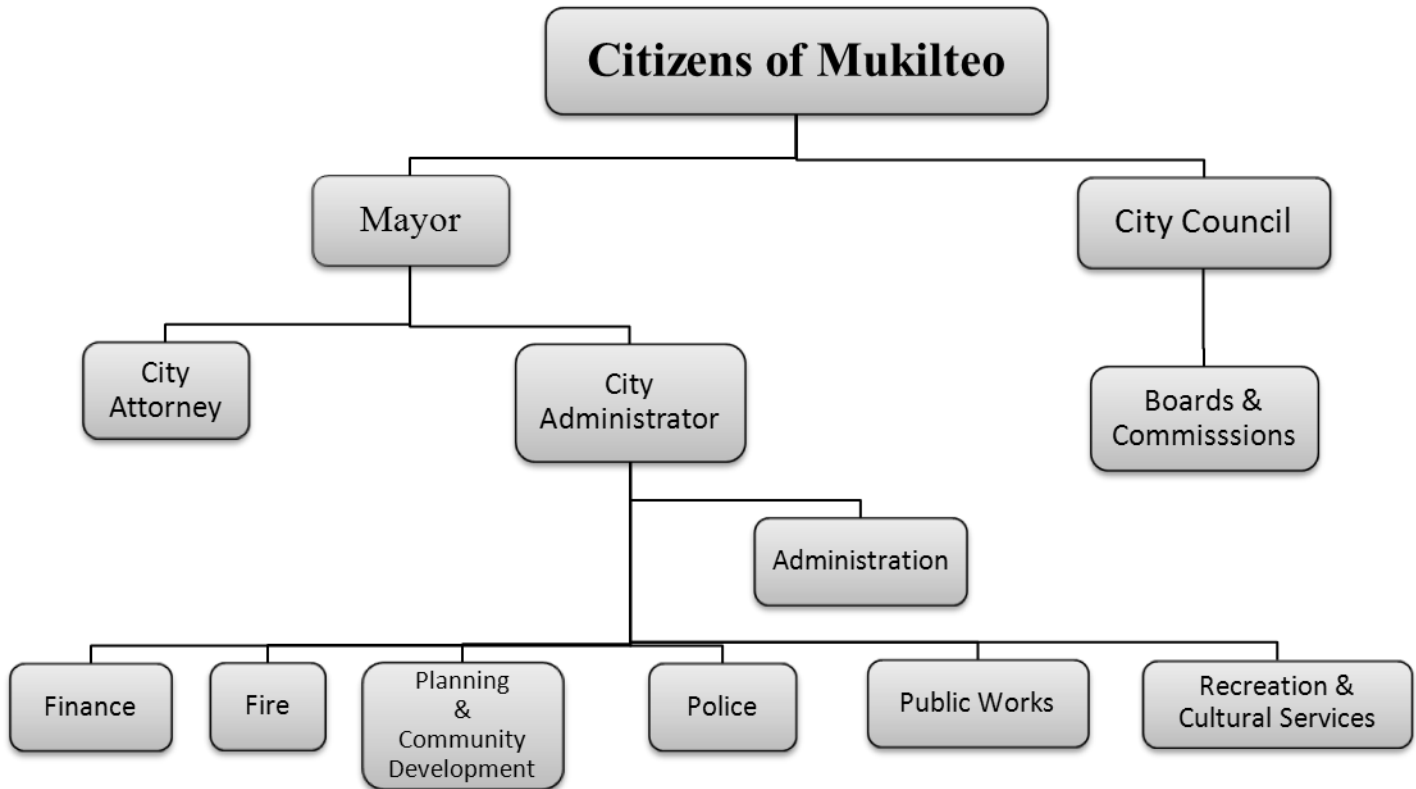 Citizens of Mukilteo
Mayor
City Council
City
Attorney
City
Administrator
Boards &
Commisssions
Administration
Finance
Fire
Planning
&
Community
Development
Police
Public Works
Recreation &
Cultural Services